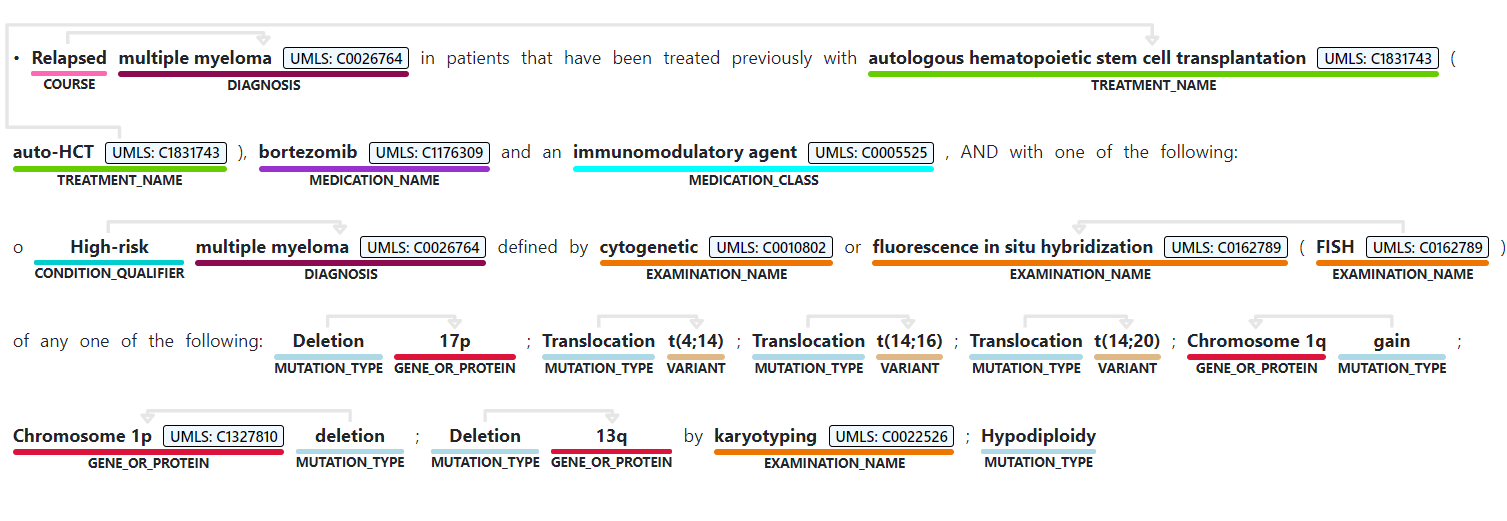 • Relapsed multiple myeloma UMLS: C0026764 in patients that have been treated previously with autologous hematopoietic stem cell transplantation UMLS: C1831743 (
COURSE DIAGNOSIS TREATMENT_NAME
auto-HCT UMLS: C1831743 ), bortezomib UMLS: C1176309 and an immunomodulatory agent UMLS: C0005525 , AND with one of the following:
TREATMENT_NAME MEDICATION_NAME MEDICATION_CLASS
o High-risk multiple myeloma UMLS: C0026764 defined by cytogenetic UMLS: C0010802 or fluorescence in situ hybridization UMLS: C0162789 ( FISH UMLS: C0162789 )
CONDITION_QUALIFIER DIAGNOSIS EXAMINATION_NAME EXAMINATION_NAME EXAMINATION_NAME
of any one of the following: Deletion 17p ; Translocation t(4;14) ; Translocation t(14;16) ; Translocation t(14;20) ; Chromosome 1q gain ;
MUTATION_TYPE GENE_OR_PROTEIN MUTATION_TYPE VARIANT MUTATION_TYPE VARIANT MUTATION_TYPE VARIANT GENE_OR_PROTEIN MUTATION_TYPE
Chromosome 1p UMLS: C1327810 deletion ; Deletion 13q by karyotyping UMLS: C0022526 ; Hypodiploidy
GENE_OR_PROTEIN MUTATION_TYPE MUTATION_TYPE GENE_OR_PROTEIN EXAMINATION_NAME MUTATION_TYPE